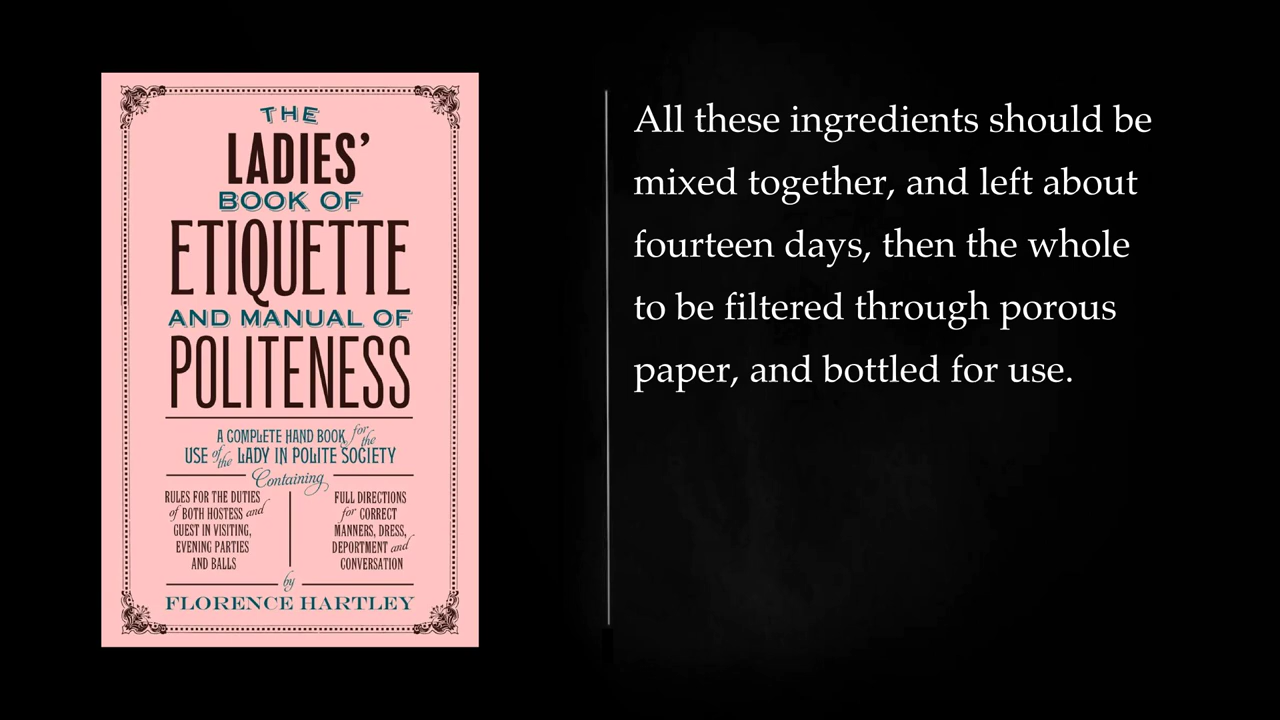 THE
LADIES'
BOOK OF
ETIQUETTE
AND MANUAL OF
POLITENESS
A COMPLETE HAND BOOK for the
USE of the LADY IN POLITE SOCIETY
Containing
RULES FOR THE DUTIES
of BOTH HOSTESS and
GUEST IN VISITING,
EVENING PARTIES
AND BALLS
FULL DIRECTIONS
for CORRECT
MANNERS, DRESS,
DEPORTMENT and
CONVERSATION
by
FLORENCE HARTLEY
All these ingredients should be
mixed together, and left about
fourteen days, then the whole
to be filtered through porous
paper, and bottled for use.